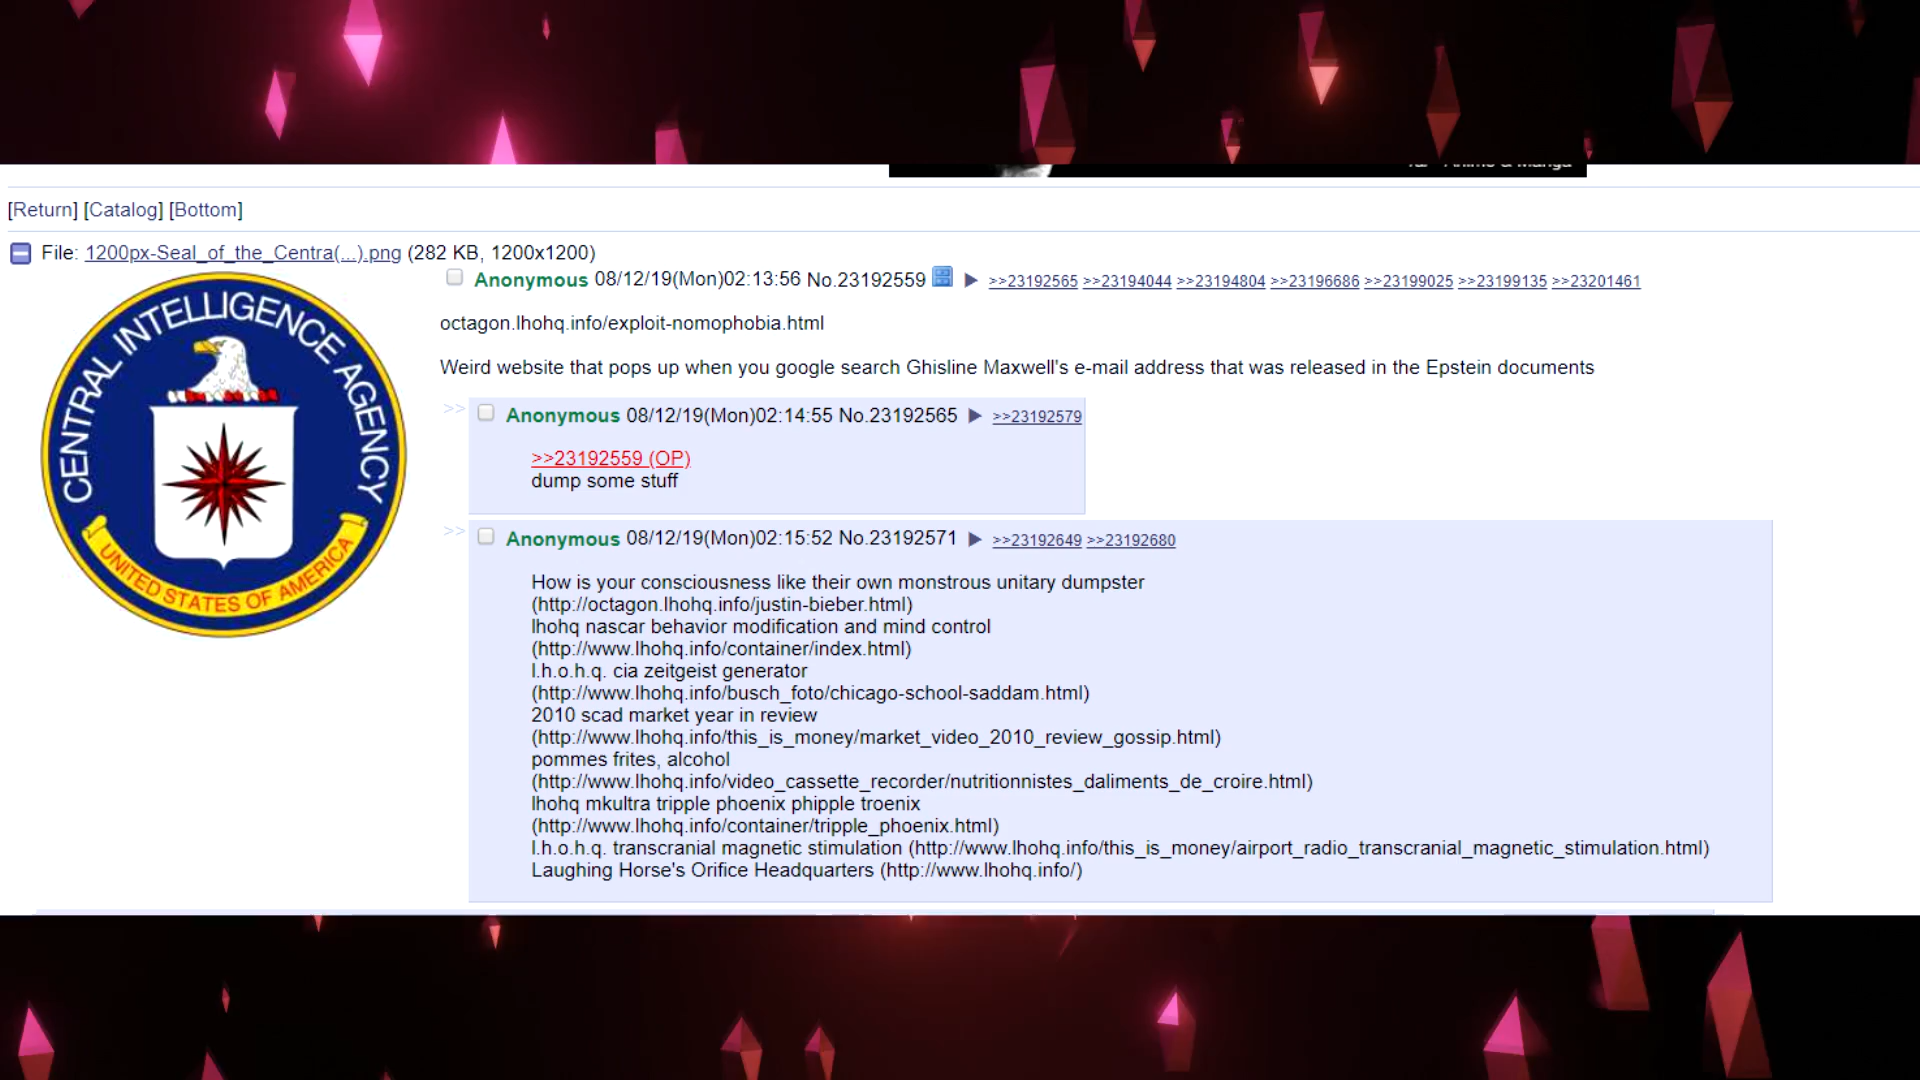 [Return] [Catalog] [Bottom]
File: 1200px-Seal_of_the_Centra(...).png (282 KB, 1200x1200)
CENTRAL INTELLIGENCE AGENCY
UNITED STATES OF AMERICA
Anonymous 08/12/19(Mon)02:13:56 No.23192559 ▶ >>23192565 >>23194044 >>23194804 >>23196686 >>23199025 >>23199135 >>23201461
octagon.lhohq.info/exploit-nomophobia.html
Weird website that pops up when you google search Ghisline Maxwell's e-mail address that was released in the Epstein documents
>> Anonymous 08/12/19(Mon)02:14:55 No.23192565 ▶ >>23192579
>>23192559 (OP)
dump some stuff
>> Anonymous 08/12/19(Mon)02:15:52 No.23192571 ▶ >>23192649 >>23192680
How is your consciousness like their own monstrous unitary dumpster
(http://octagon.lhohq.info/justin-bieber.html)
lhohq nascar behavior modification and mind control
(http://www.lhohq.info/container/index.html)
l.h.o.h.q. cia zeitgeist generator
(http://www.lhohq.info/busch_foto/chicago-school-saddam.html)
2010 scad market year in review
(http://www.lhohq.info/this_is_money/market_video_2010_review_gossip.html)
pommes frites, alcohol
(http://www.lhohq.info/video_cassette_recorder/nutritionnistes_daliments_de_croire.html)
lhohq mkultra tripple phoenix phipple troenix
(http://www.lhohq.info/container/tripple_phoenix.html)
l.h.o.h.q. transcranial magnetic stimulation (http://www.lhohq.info/this_is_money/airport_radio_transcranial_magnetic_stimulation.html)
Laughing Horse's Orifice Headquarters (http://www.lhohq.info/)